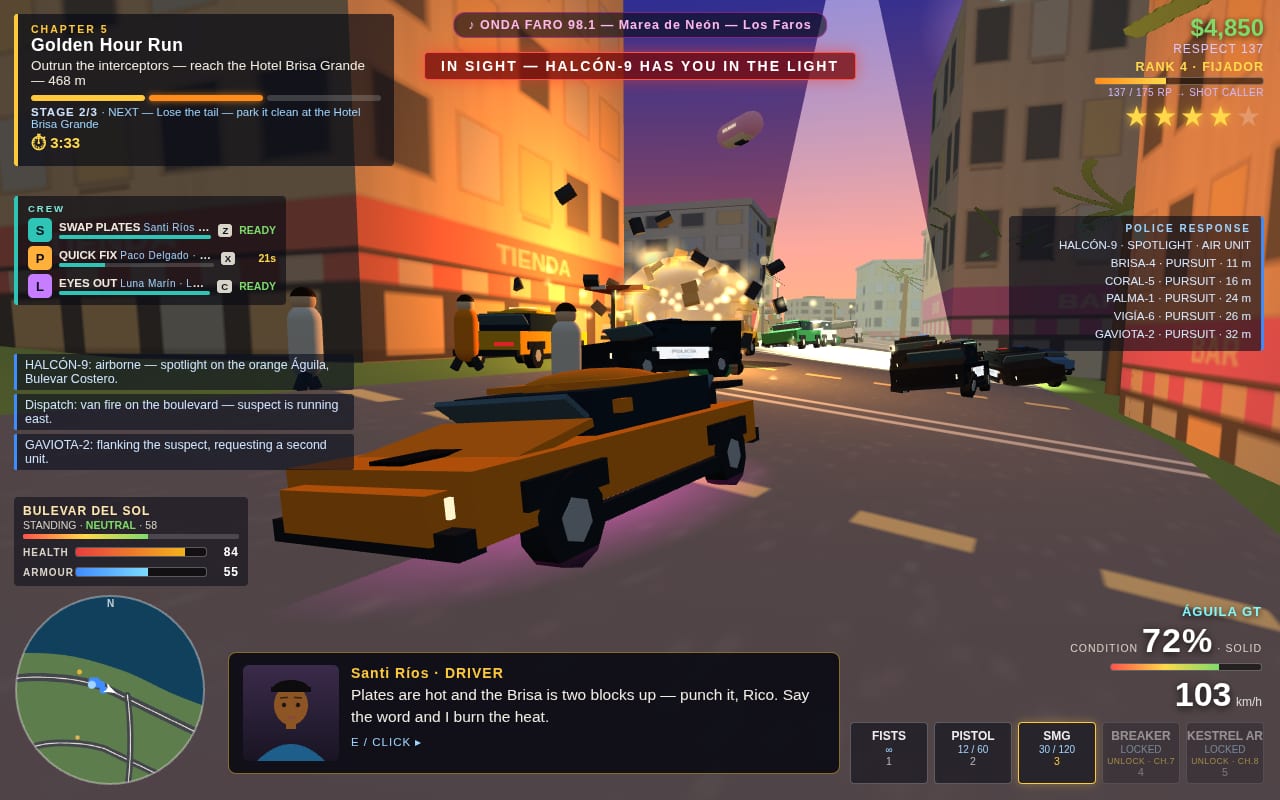 CHAPTER 5
Golden Hour Run
Outrun the interceptors — reach the Hotel Brisa Grande
— 468 m
STAGE 2/3 · NEXT — Lose the tail — park it clean at the Hotel
Brisa Grande
⏱ 3:33
♪ ONDA FARO 98.1 — Marea de Neón — Los Faros
IN SIGHT — HALCÓN-9 HAS YOU IN THE LIGHT
$4,850
RESPECT 137
RANK 4 · FIJADOR
137 / 175 RP → SHOT CALLER
★★★★★
CREW
S SWAP PLATES Santi Ríos ... Z READY
P QUICK FIX Paco Delgado · ... X 21s
L EYES OUT Luna Marín · L... C READY
POLICE RESPONSE
HALCÓN-9 · SPOTLIGHT · AIR UNIT
BRISA-4 · PURSUIT · 11 m
CORAL-5 · PURSUIT · 16 m
PALMA-1 · PURSUIT · 24 m
VIGÍA-6 · PURSUIT · 26 m
GAVIOTA-2 · PURSUIT · 32 m
TIENDA
BAR
BAR
POLICÍA
HALCÓN-9: airborne — spotlight on the orange Águila,
Bulevar Costero.
Dispatch: van fire on the boulevard — suspect is running
east.
GAVIOTA-2: flanking the suspect, requesting a second
unit.
BULEVAR DEL SOL
STANDING · NEUTRAL · 58
HEALTH 84
ARMOUR 55
N
Santi Ríos · DRIVER
Plates are hot and the Brisa is two blocks up — punch it, Rico. Say
the word and I burn the heat.
E / CLICK ▸
ÁGUILA GT
CONDITION 72% · SOLID
103 km/h
FISTS
∞
1
PISTOL
12 / 60
2
SMG
30 / 120
3
BREAKER
LOCKED
UNLOCK · CH.7
4
KESTREL AR
LOCKED
UNLOCK · CH.8
5